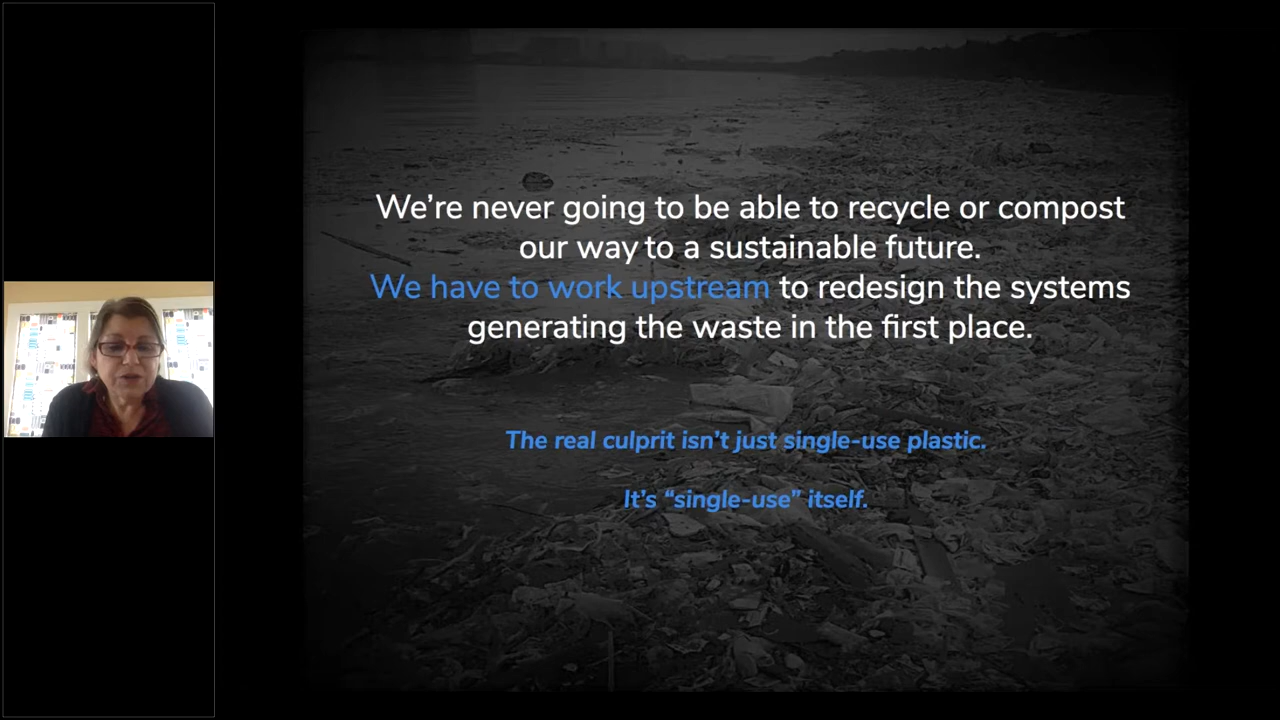 We’re never going to be able to recycle or compost
our way to a sustainable future.
We have to work upstream to redesign the systems
generating the waste in the first place.
The real culprit isn’t just single-use plastic.
It’s “single-use” itself.